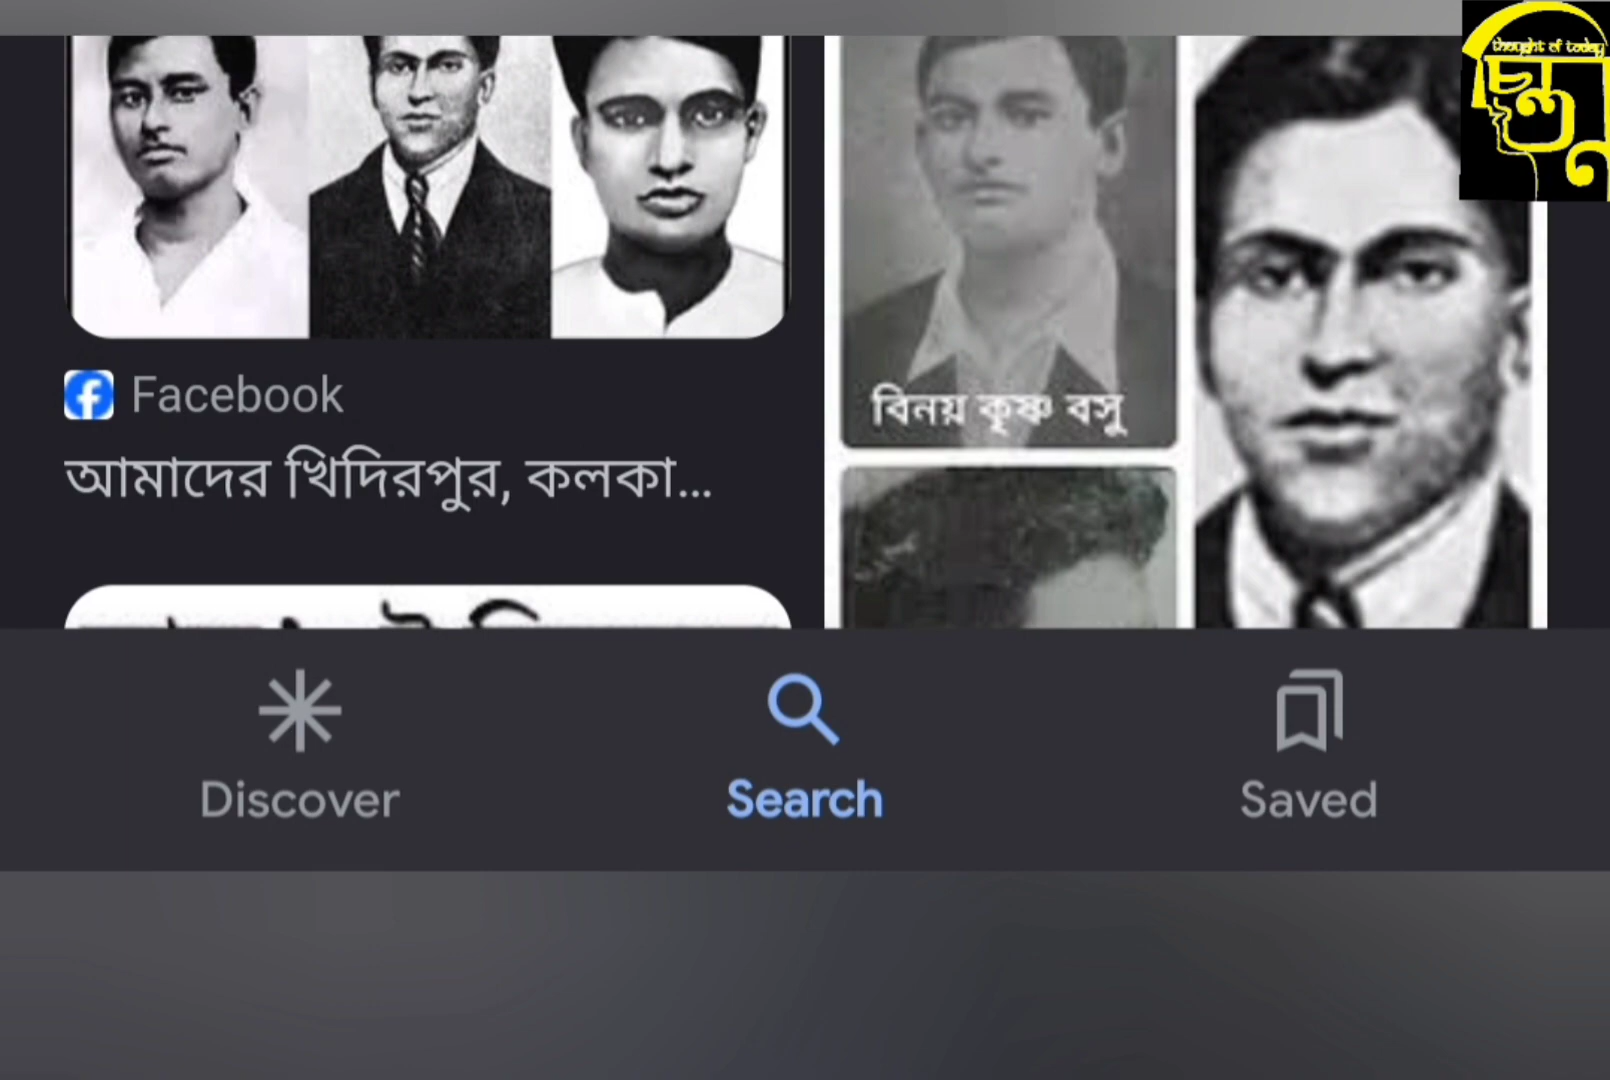 thought of today
বিনয় কৃষ্ণ বসু
Facebook
আমাদের খিদিরপুর, কলকা...
Discover
Search
Saved